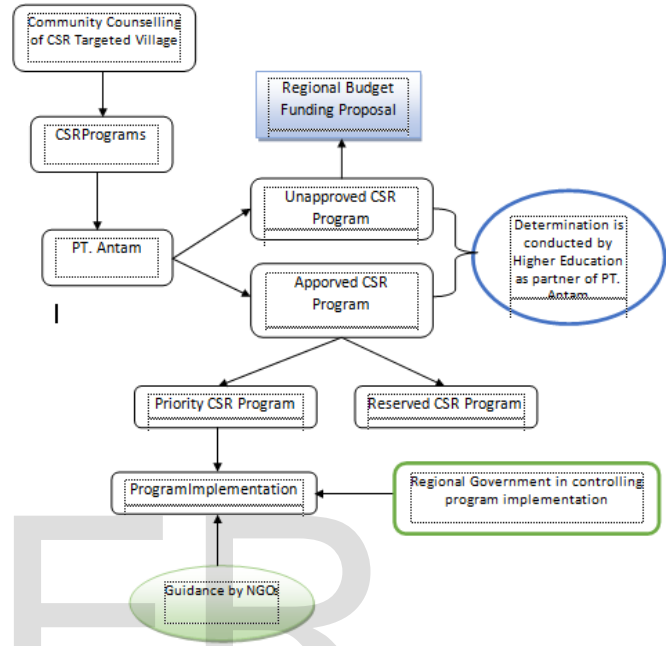 Community Counselling
of CSR Targeted Village
Regional Budget
Funding Proposal
CSRPrograms
Unapproved CSR
Program
PT. Antam
Determination is
conducted by
Higher Education
as partner of PT.
Antam
Apporved CSR
Program
Priority CSR Program
Reserved CSR Program
ProgramImplementation
Regional Government in controlling
program implementation
Guidance by NGOs
ER